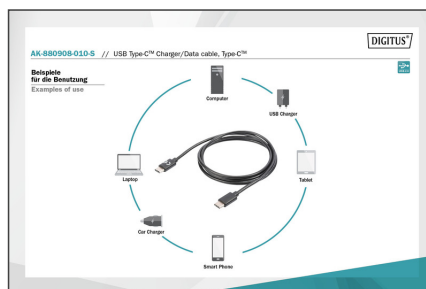 DIGITUS®
AK-880908-010-S // USB Type-C™ Charger/Data cable, Type-C™
Beispiele
für die Benutzung
Examples of use
Computer
USB Charger
Laptop
Tablet
Car Charger
Smart Phone